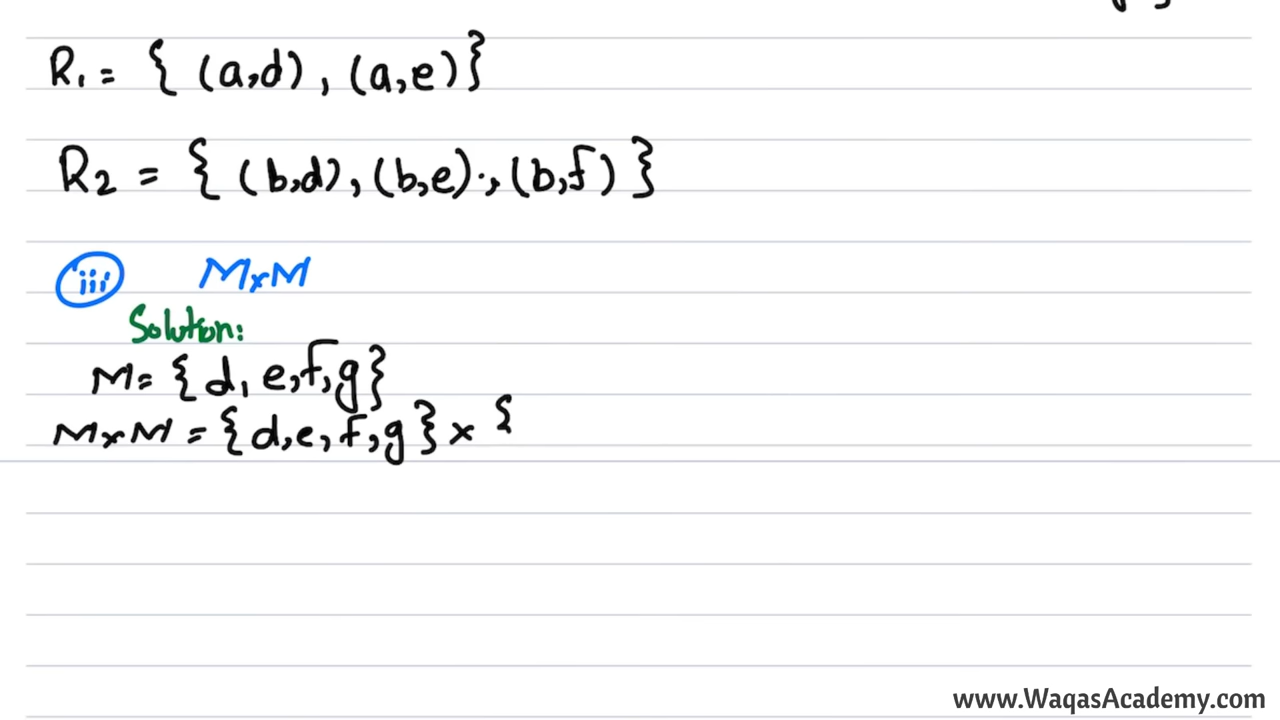 R₁ = { (a,d) , (a,e) }
R₂ = { (b,d), (b,e)., (b,f) }
iii M×M
Solution:
M = { d, e, f, g }
M×M = { d, e, f, g } × {
www.WaqasAcademy.com